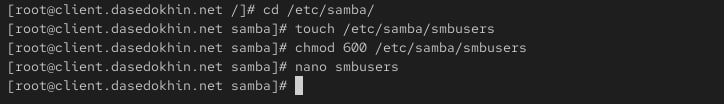 [root@client.dasedokhin.net /]# cd /etc/samba/
[root@client.dasedokhin.net samba]# touch /etc/samba/smbusers
[root@client.dasedokhin.net samba]# chmod 600 /etc/samba/smbusers
[root@client.dasedokhin.net samba]# nano smbusers
[root@client.dasedokhin.net samba]#